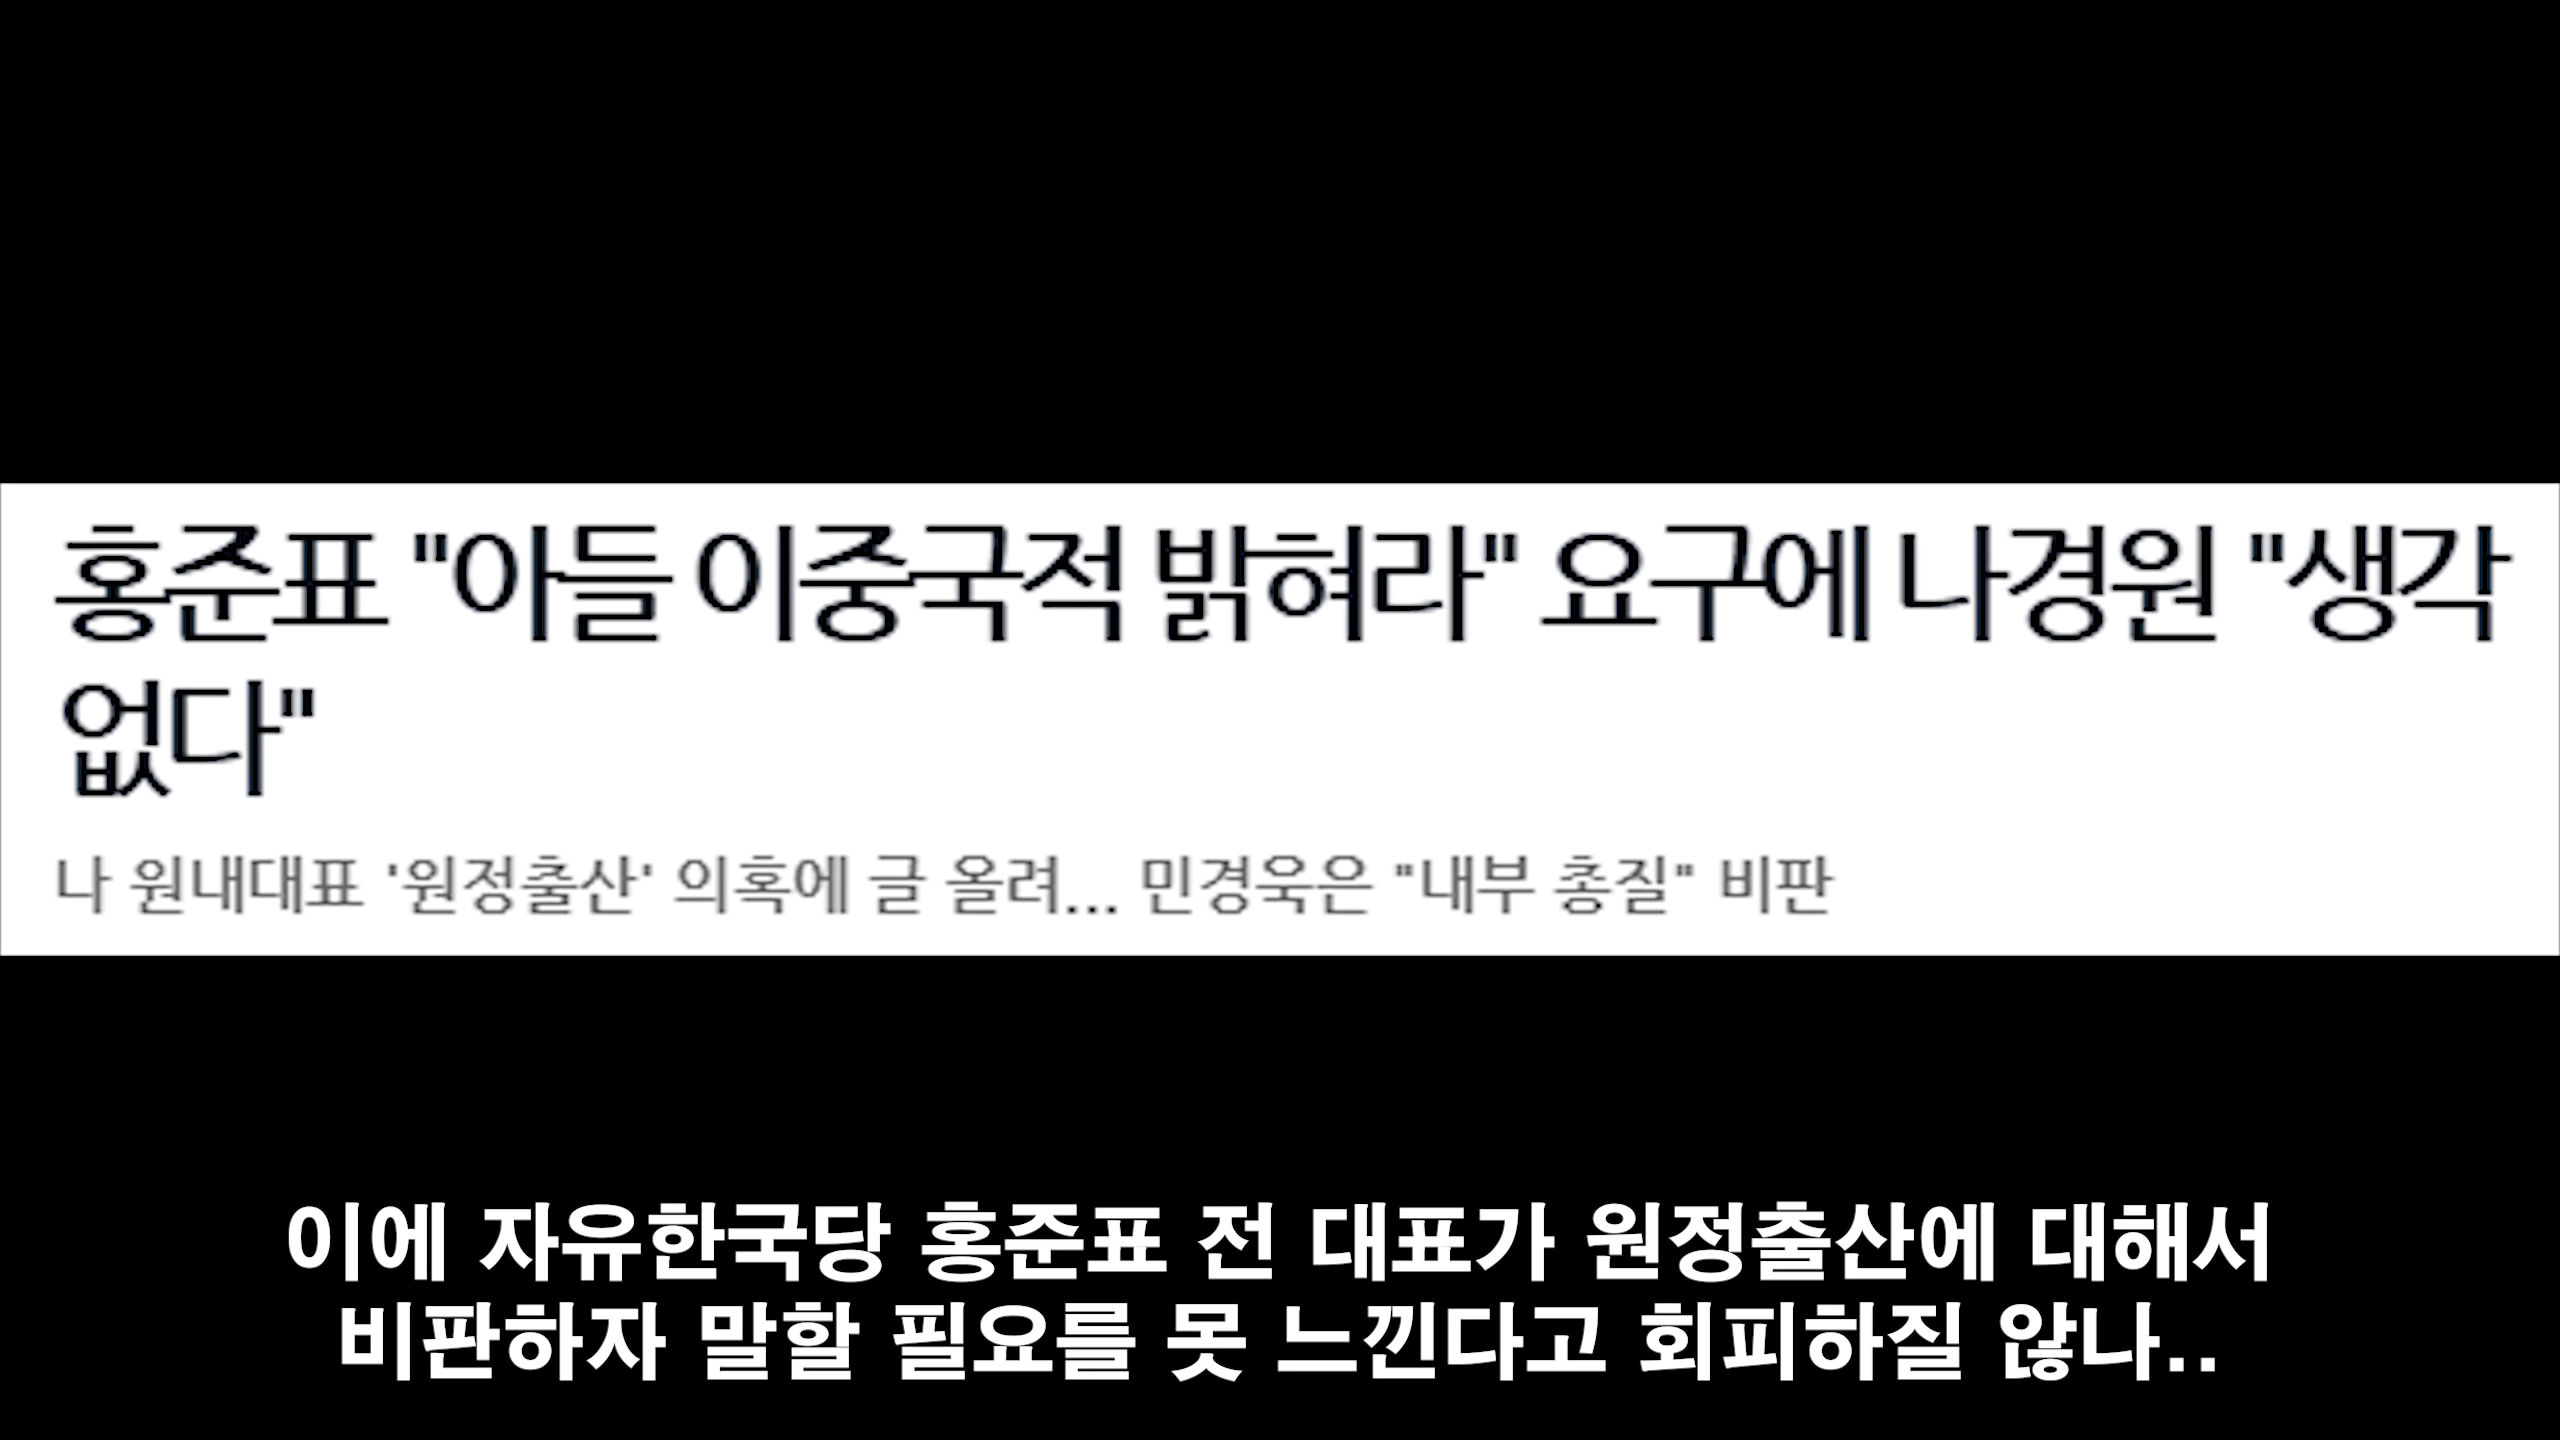 홍준표 "아들 이중국적 밝혀라" 요구에 나경원 "생각
없다"
나 원내대표 '원정출산' 의혹에 글 올려... 민경욱은 "내부 총질" 비판
이에 자유한국당 홍준표 전 대표가 원정출산에 대해서
비판하자 말할 필요를 못 느낀다고 회피하질 않나..